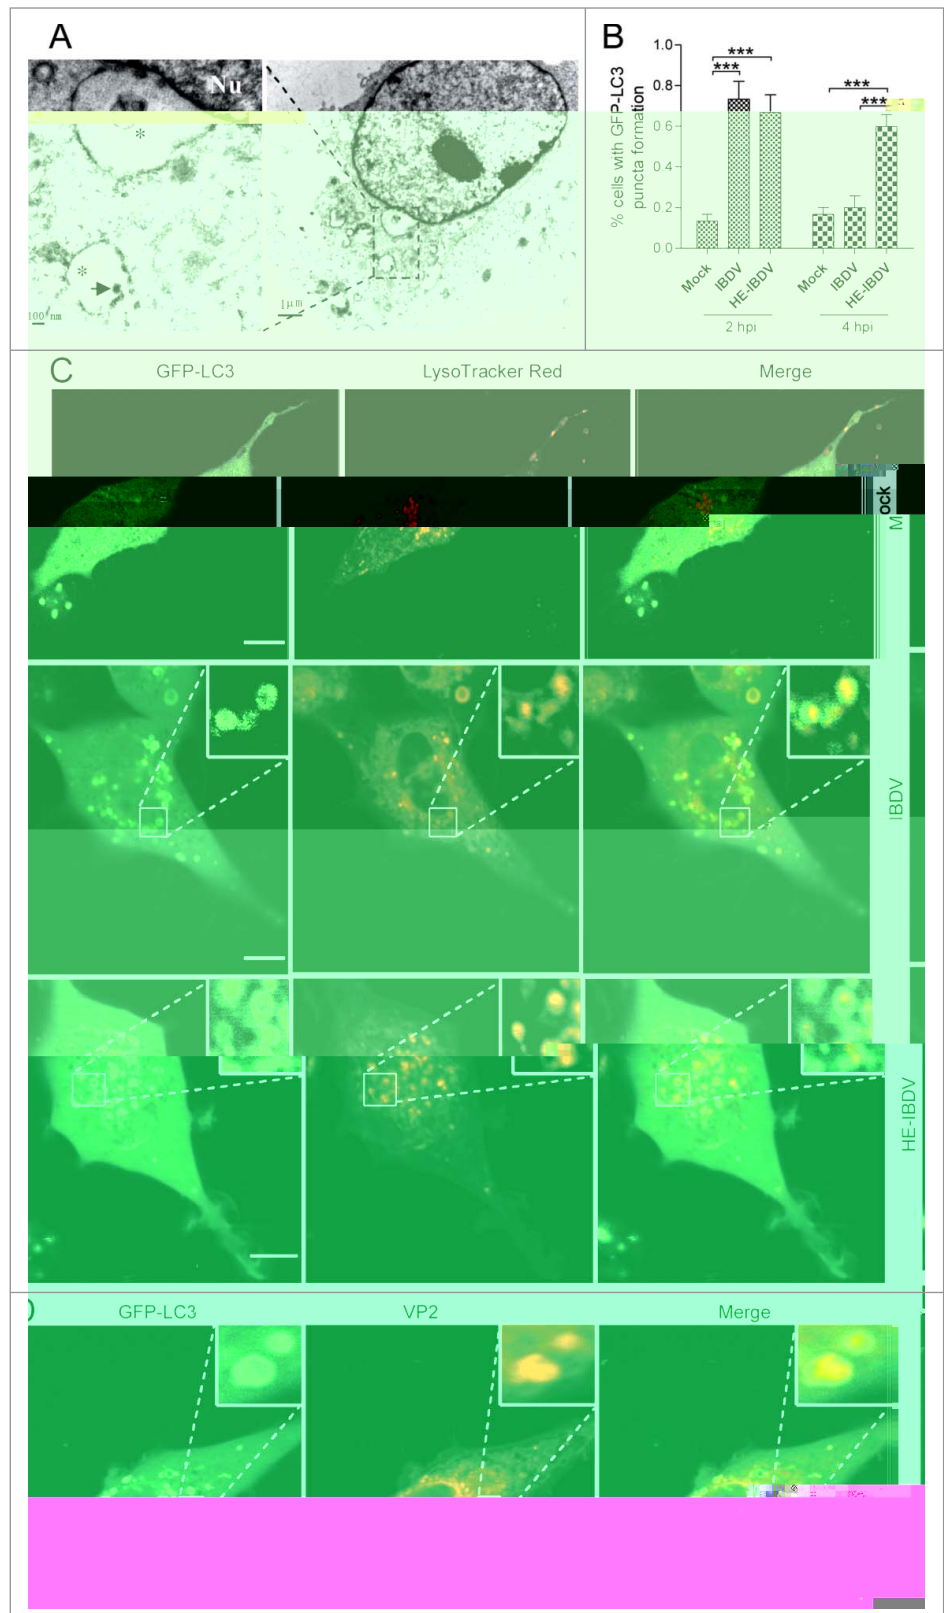 A
Nu
*
*
100 nm
1μm
B
% cells with GFP-LC3
puncta formation
1.0
0.8
0 6
0 4
0.2
0 0
***
***
***
***
Mock
IBDV
HE-IBDV
Mock
IBDV
HE-IBDV
2 hpi
4 hpi
C
GFP-LC3
LysoTracker Red
Merge
Mock
IBDV
HE-IBDV
GFP-LC3
VP2
Merge